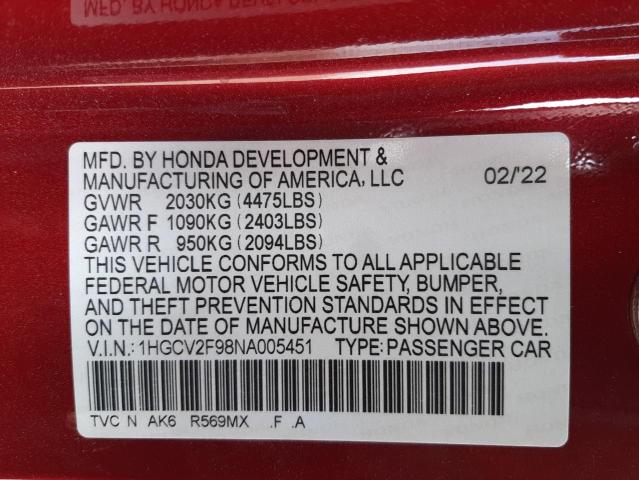 MFD. BY HONDA DEVELOPMENT &
MANUFACTURING OF AMERICA, LLC 02/'22
GVWR 2030KG (4475LBS)
GAWR F 1090KG (2403LBS)
GAWR R 950KG (2094LBS)
THIS VEHICLE CONFORMS TO ALL APPLICABLE
FEDERAL MOTOR VEHICLE SAFETY, BUMPER,
AND THEFT PREVENTION STANDARDS IN EFFECT
ON THE DATE OF MANUFACTURE SHOWN ABOVE.
V.I.N.: 1HGCV2F98NA005451 TYPE: PASSENGER CAR
TVC N AK6 R569MX .F .A